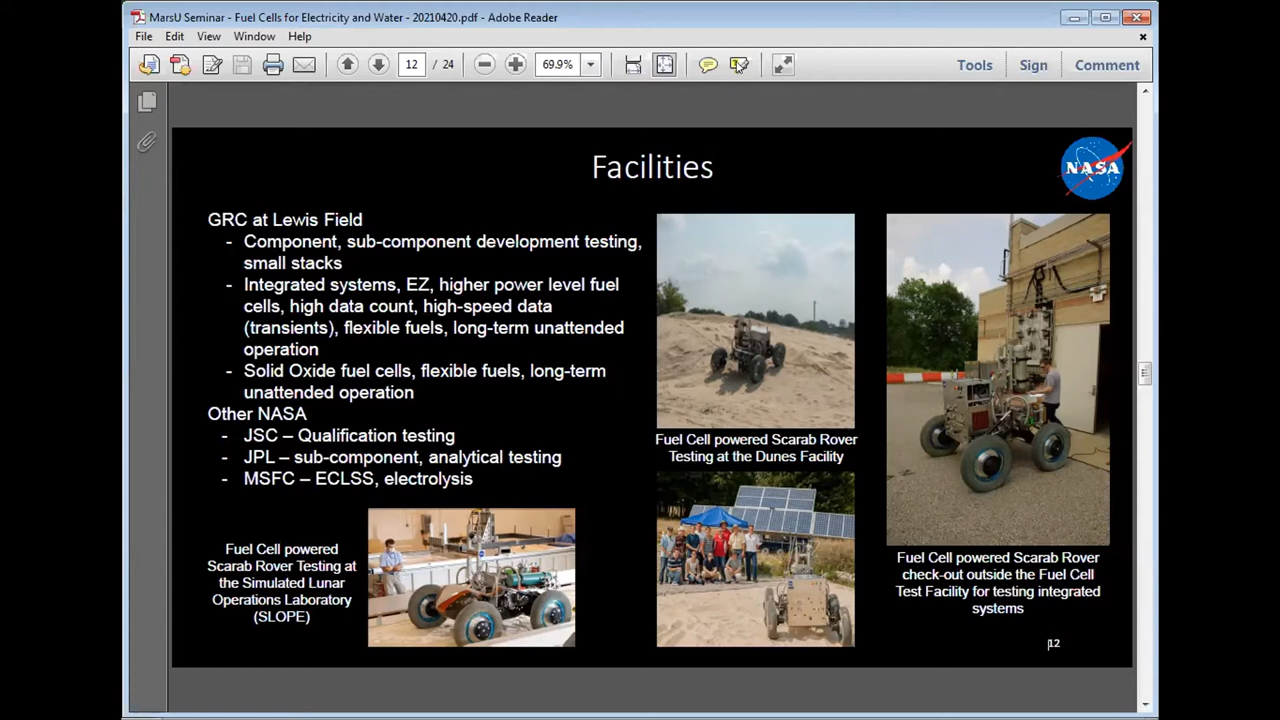 MarsU Seminar - Fuel Cells for Electricity and Water - 20210420.pdf - Adobe Reader
File Edit View Window Help
12 / 24 69.9% Tools Sign Comment
Facilities
NASA
GRC at Lewis Field
- Component, sub-component development testing,
small stacks
- Integrated systems, EZ, higher power level fuel
cells, high data count, high-speed data
(transients), flexible fuels, long-term unattended
operation
- Solid Oxide fuel cells, flexible fuels, long-term
unattended operation
Other NASA
- JSC – Qualification testing
- JPL – sub-component, analytical testing
- MSFC – ECLSS, electrolysis
Fuel Cell powered
Scarab Rover Testing at
the Simulated Lunar
Operations Laboratory
(SLOPE)
Fuel Cell powered Scarab Rover
Testing at the Dunes Facility
Fuel Cell powered Scarab Rover
check-out outside the Fuel Cell
Test Facility for testing integrated
systems
12